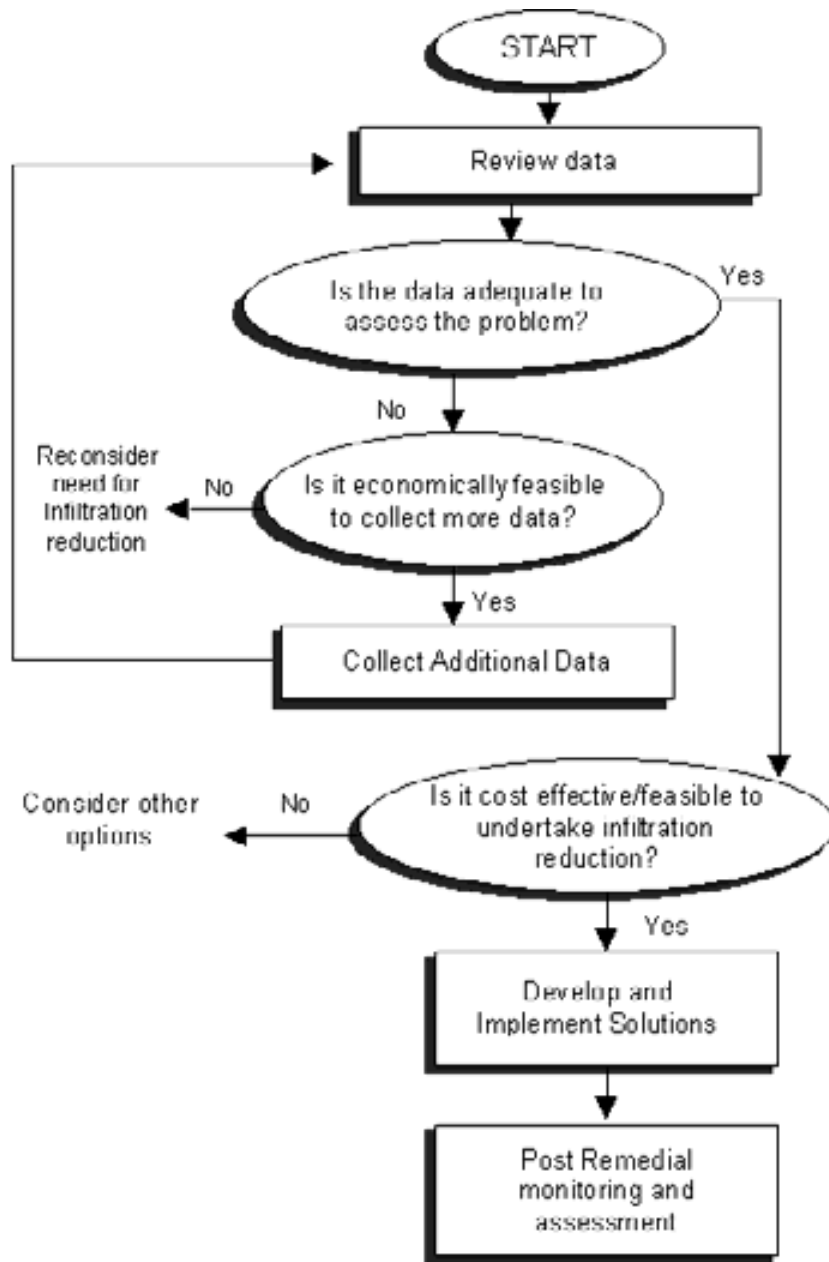 START
Review data
Is the data adequate to
assess the problem?
Yes
No
Reconsider
need for
Infiltration
reduction
No
Is it economically feasible
to collect more data?
Yes
Collect Additional Data
Consider other
options
No
Is it cost effective/feasible to
undertake infiltration
reduction?
Yes
Develop and
Implement Solutions
Post Remedial
monitoring and
assessment